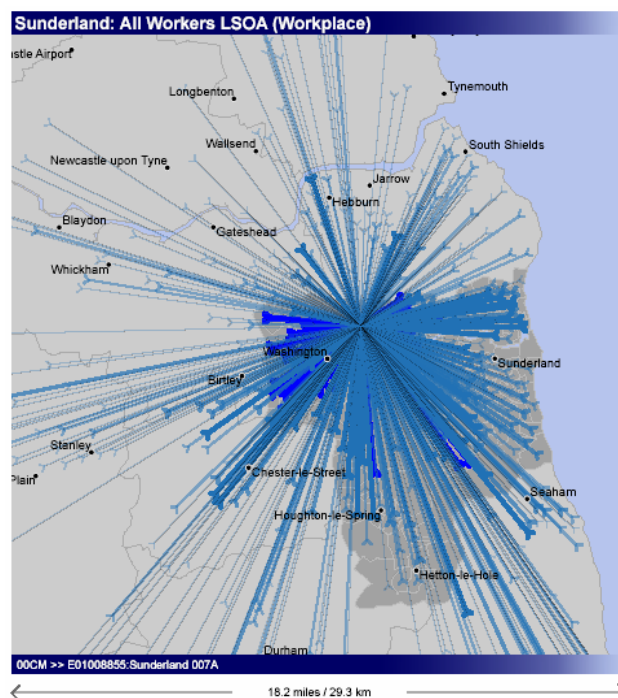 Sunderland: All Workers LSOA (Workplace)
stle Airport
Tynemouth
Longbenton
Wallsend
South Shields
Newcastle upon Tyne
Jarrow
Hebburn
Blaydon
Gateshead
Whickham
Washington
Sunderland
Birtley
Stanley
Chester-le-Street
Plain
Seaham
Houghton-le-Spring
Hetton-le-Hole
Durham
00CM >> E01008855:Sunderland 007A
18.2 miles / 29.3 km